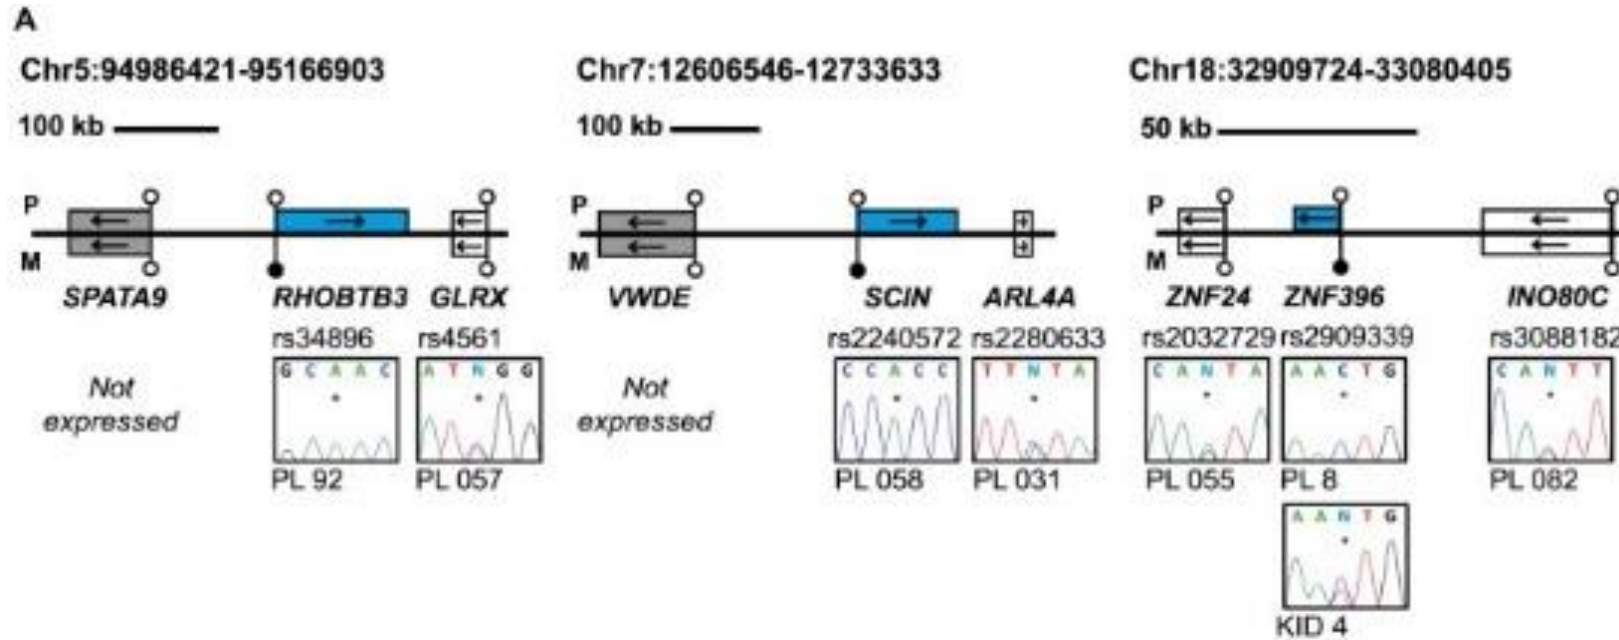 A
Chr5:94986421-95166903
100 kb
P
M
SPATA9
RHOBTB3
GLRX
rs34896
rs4561
Not
expressed
G C A A C
*
A T N G G
*
PL 92
PL 057
Chr7:12606546-12733633
100 kb
P
M
VWDE
SCIN
ARL4A
rs2240572
rs2280633
Not
expressed
C C A C C
*
T T N T A
*
PL 058
PL 031
Chr18:32909724-33080405
50 kb
P
M
ZNF24
ZNF396
INO80C
rs2032729
rs2909339
rs3088182
C A N T A
*
A A C T G
*
C A N T T
*
PL 055
PL 8
PL 082
A A N T G
*
KID 4